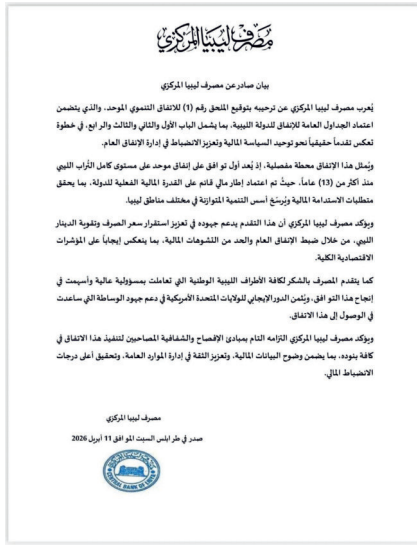 مصرف ليبيا المركزي
بيان صادر عن مصرف ليبيا المركزي
يُعرب مصرف ليبيا المركزي عن ترحيبه بتوقيع الملحق رقم (1) للاتفاق التنموي الموحد، والذي يتضمن
اعتماد الجداول العامة للإنفاق للدولة الليبية، بما يشمل الباب الأول والثاني والثالث والرابع، في خطوة
تعكس تقدماً حقيقياً نحو توحيد السياسة المالية وتعزيز الانضباط في إدارة الإنفاق العام.
ويُمثل هذا الإتفاق محطة مفصلية، إذ يُعد أول توافق على إنفاق موحد على مستوى كامل التُراب الليبي
منذ أكثر من (13) عاماً، حيثُ تم اعتماد إطار مالي قائم على القدرة المالية الفعلية للدولة، بما يحقق
متطلبات الاستدامة المالية ويُرسّخ أسس التنمية المتوازنة في مختلف مناطق ليبيا.
ويؤكد مصرف ليبيا المركزي أن هذا التقدم يدعم جهوده في تعزيز استقرار سعر الصرف وتقوية الدينار
الليبي، من خلال ضبط الإنفاق العام والحد من التشوهات المالية، بما ينعكس إيجاباً على المؤشرات
الاقتصادية الكلية.
كما يتقدم المصرف بالشكر لكافة الأطراف الليبية الوطنية التي تعاملت بمسؤولية عالية وأسهمت في
إنجاح هذا التوافق، ويُثمن الدور الإيجابي للولايات المتحدة الأمريكية في دعم جهود الوساطة التي ساعدت
في الوصول إلى هذا الاتفاق.
ويؤكد مصرف ليبيا المركزي التزامه التام بمبادئ الإفصاح والشفافية المصاحبين لتنفيذ هذا الاتفاق في
كافة بنوده، بما يضمن وضوح البيانات المالية، وتعزيز الثقة في إدارة الموارد العامة، وتحقيق أعلى درجات
الانضباط المالي.
مصرف ليبيا المركزي
صدر في طرابلس السبت الموافق 11 أبريل 2026
CENTRAL BANK OF LIBYA